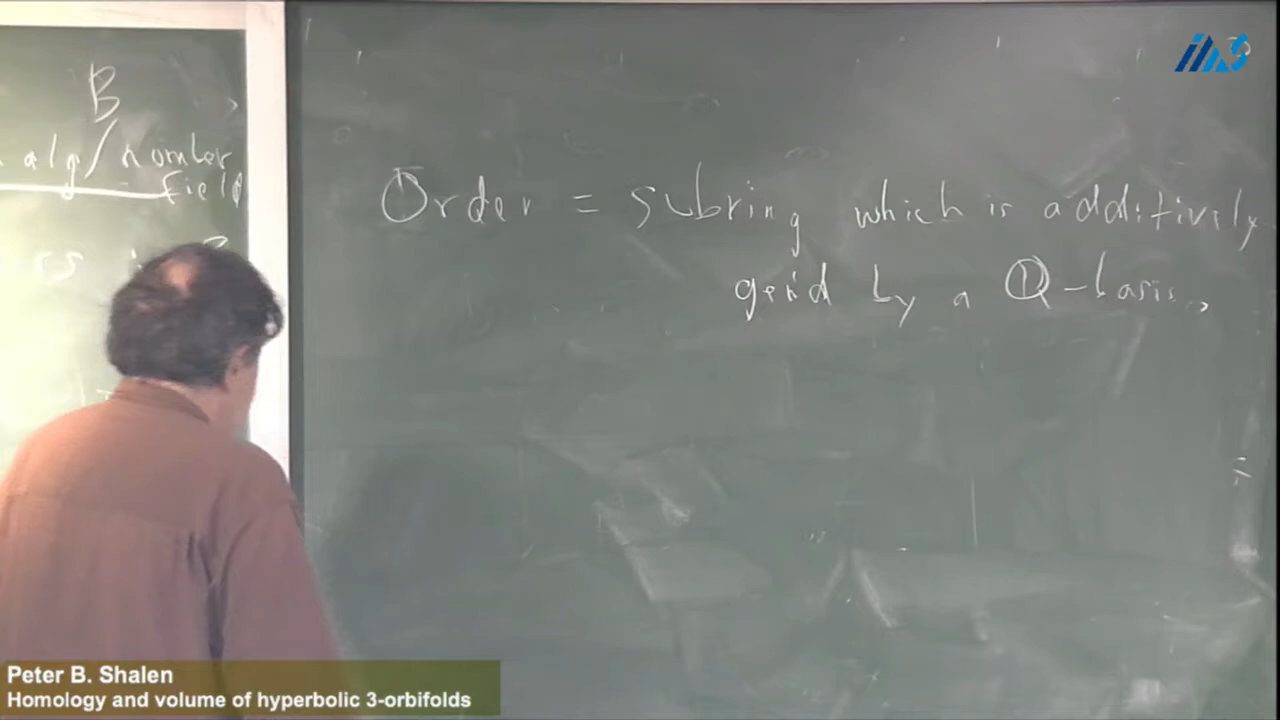 B
alg/number
field
Order = subring which is additively
gen'd by a Q-basis.
IIAS
Peter B. Shalen
Homology and volume of hyperbolic 3-orbifolds